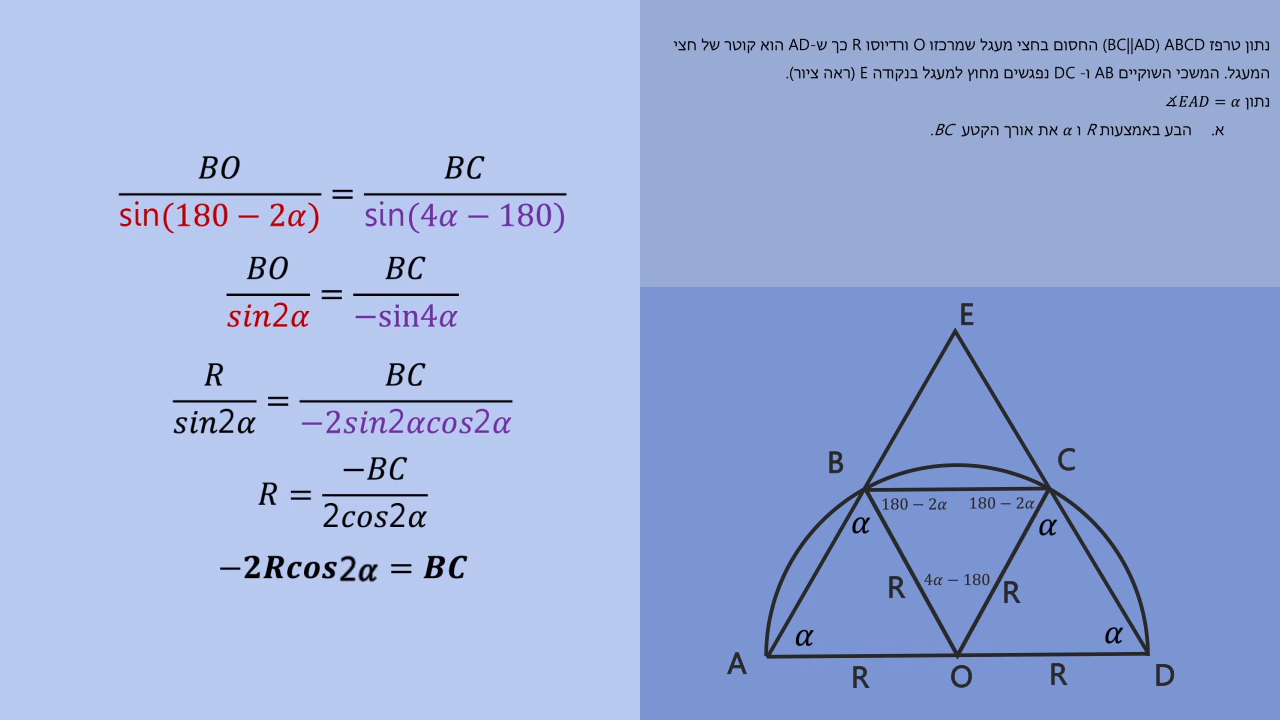 נתון טרפז ABCD (BC||AD) החסום בחצי מעגל שמרכזו O ורדיוסו R כך ש-AD הוא קוטר של חצי
המעגל. המשכי השוקיים AB ו- DC נפגשים מחוץ למעגל בנקודה E (ראה ציור).
נתון ∡EAD = α
א. הבע באמצעות R ו α את אורך הקטע BC.
BO/sin(180 − 2α) = BC/sin(4α − 180)
BO/sin2α = BC/−sin4α
R/sin2α = BC/−2sin2αcos2α
R = −BC/2cos2α
−2Rcos2α = BC
E
B
C
180 − 2α
180 − 2α
α
α
4α − 180
R
R
α
α
A
R
O
R
D